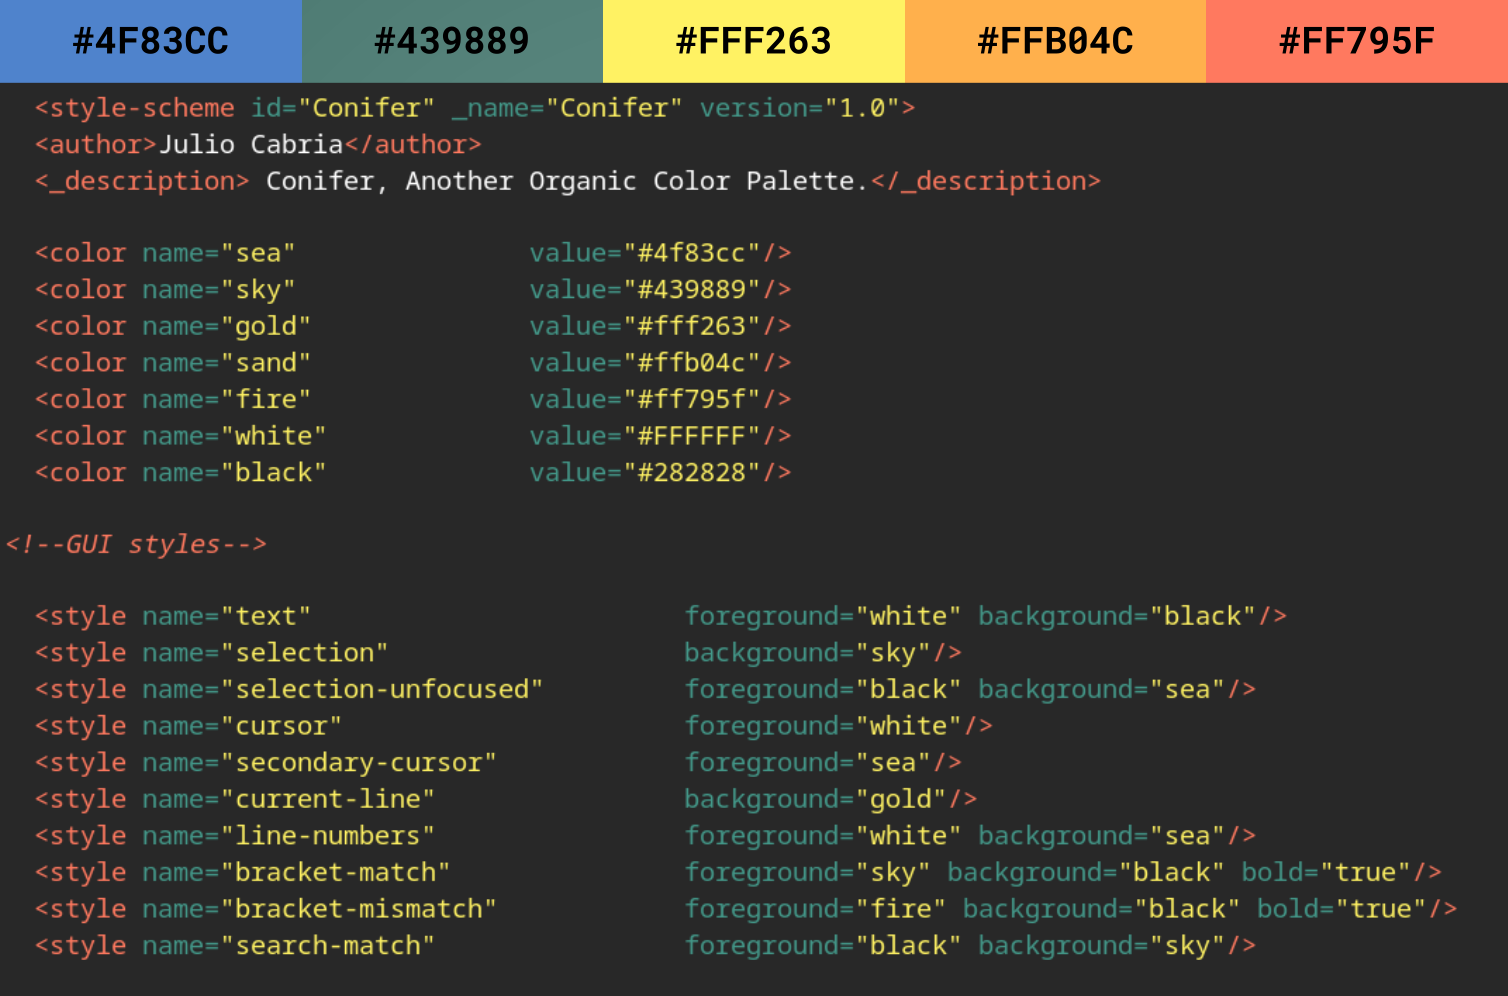 #4F83CC #439889 #FFF263 #FFB04C #FF795F
<style-scheme id="Conifer" _name="Conifer" version="1.0">
<author>Julio Cabria</author>
<_description> Conifer, Another Organic Color Palette.</_description>
<color name="sea" value="#4f83cc"/>
<color name="sky" value="#439889"/>
<color name="gold" value="#fff263"/>
<color name="sand" value="#ffb04c"/>
<color name="fire" value="#ff795f"/>
<color name="white" value="#FFFFFF"/>
<color name="black" value="#282828"/>
<!--GUI styles-->
<style name="text" foreground="white" background="black"/>
<style name="selection" background="sky"/>
<style name="selection-unfocused" foreground="black" background="sea"/>
<style name="cursor" foreground="white"/>
<style name="secondary-cursor" foreground="sea"/>
<style name="current-line" background="gold"/>
<style name="line-numbers" foreground="white" background="sea"/>
<style name="bracket-match" foreground="sky" background="black" bold="true"/>
<style name="bracket-mismatch" foreground="fire" background="black" bold="true"/>
<style name="search-match" foreground="black" background="sky"/>